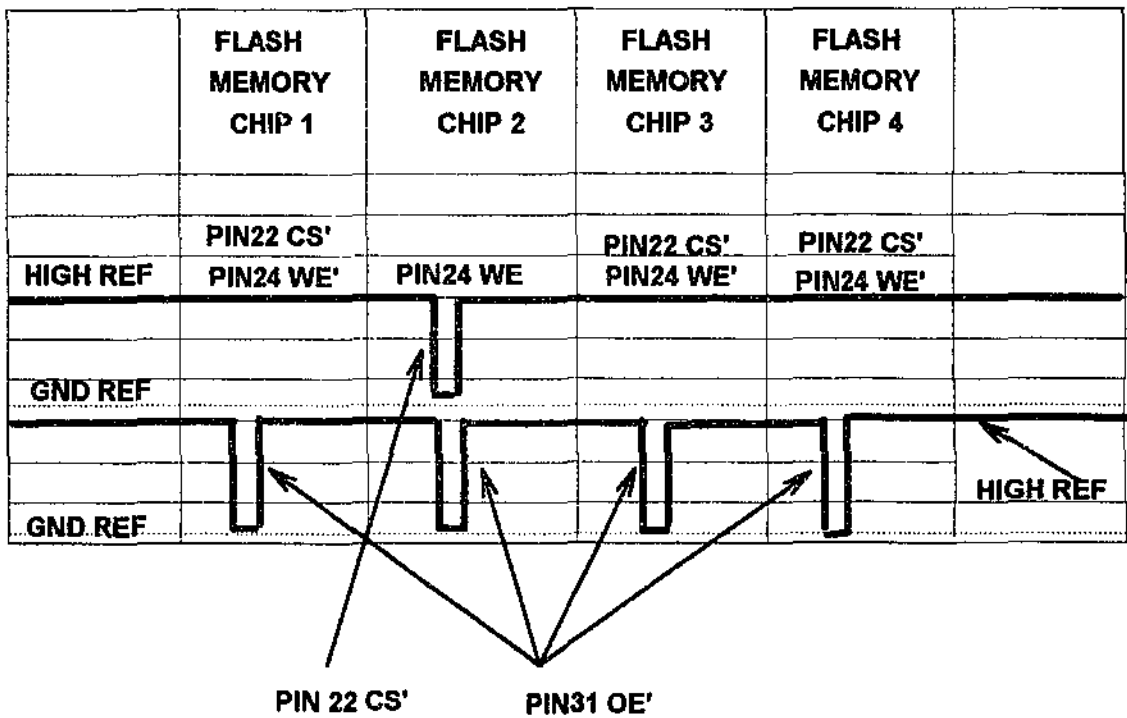 FLASH MEMORY CHIP 1
FLASH MEMORY CHIP 2
FLASH MEMORY CHIP 3
FLASH MEMORY CHIP 4
PIN22 CS'
PIN22 CS'
PIN22 CS'
HIGH REF
PIN24 WE'
PIN24 WE
PIN24 WE'
PIN24 WE'
GND REF
HIGH REF
GND REF
PIN 22 CS'
PIN31 OE'